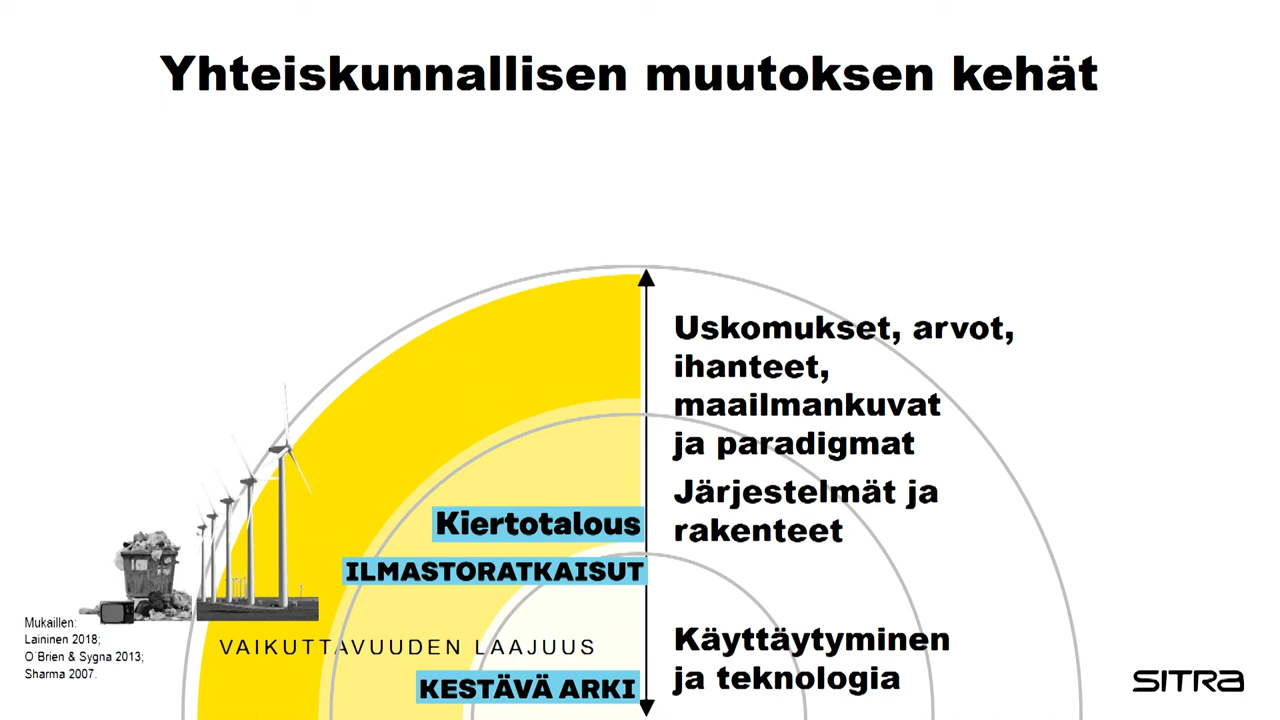 Yhteiskunnallisen muutoksen kehät
Uskomukset, arvot,
ihanteet,
maailmankuvat
ja paradigmat
Järjestelmät ja
rakenteet
Kiertotalous
ILMASTORATKAISUT
Mukaillen:
Laininen 2018;
O´Brien & Sygna 2013;
Sharma 2007.
VAIKUTTAVUUDEN LAAJUUS
KESTÄVÄ ARKI
Käyttäytyminen
ja teknologia
SITRA